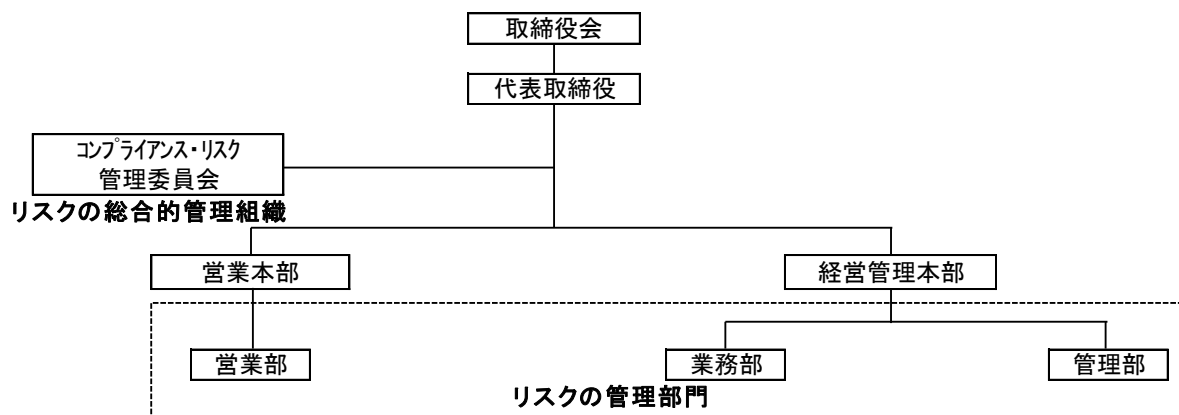 取締役会
代表取締役
コンプライアンス・リスク
管理委員会
リスクの総合的管理組織
営業本部
経営管理本部
営業部
業務部
管理部
リスクの管理部門